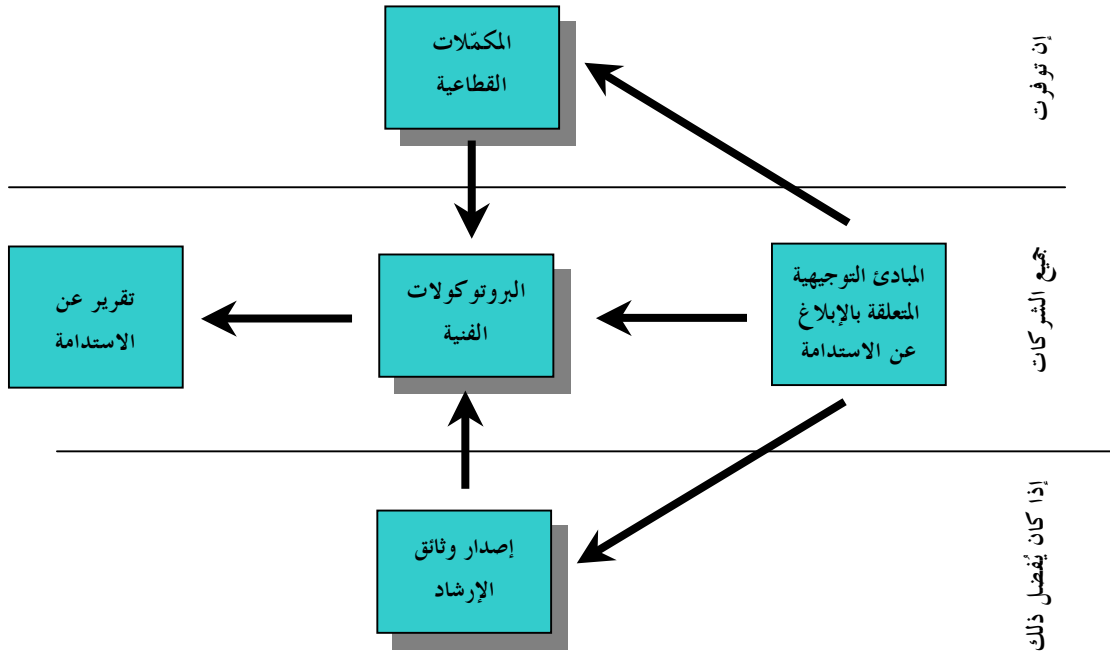 المكمّلات
القطاعية
إن توفرت
المبادئ التوجيهية
المتعلقة بالإبلاغ
عن الاستدامة
البروتوكولات
الفنية
تقرير عن
الاستدامة
جميع الشركات
إصدار وثائق
الإرشاد
إذا كان يُفضل ذلك